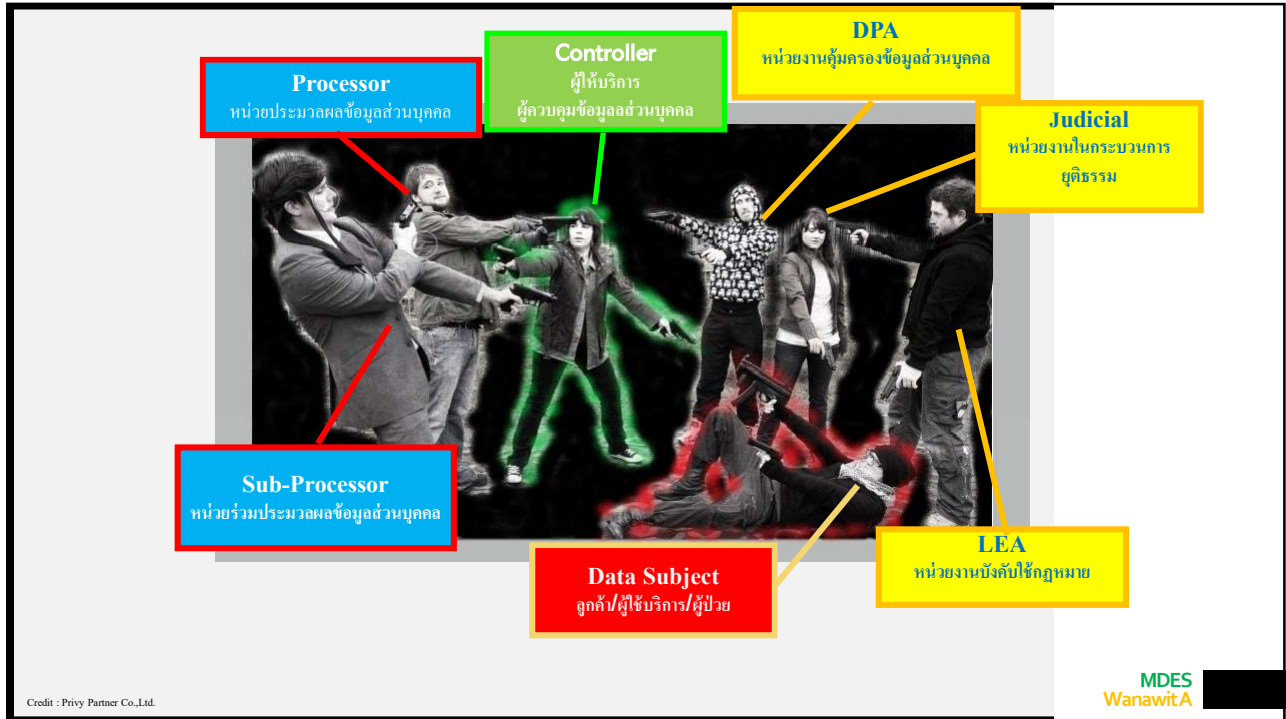 Processor
หน่วยประมวลผลข้อมูลส่วนบุคคล
Controller
ผู้ให้บริการ
ผู้ควบคุมข้อมูลลส่วนบุคคล
DPA
หน่วยงานคุ้มครองข้อมูลส่วนบุคคล
Judicial
หน่วยงานในกระบวนการ
ยุติธรรม
Sub-Processor
หน่วยร่วมประมวลผลข้อมูลส่วนบุคคล
Data Subject
ลูกค้า/ผู้ใช้บริการ/ผู้ป่วย
LEA
หน่วยงานบังคับใช้กฎหมาย
Credit : Privy Partner Co.,Ltd.
MDES
WanawitA